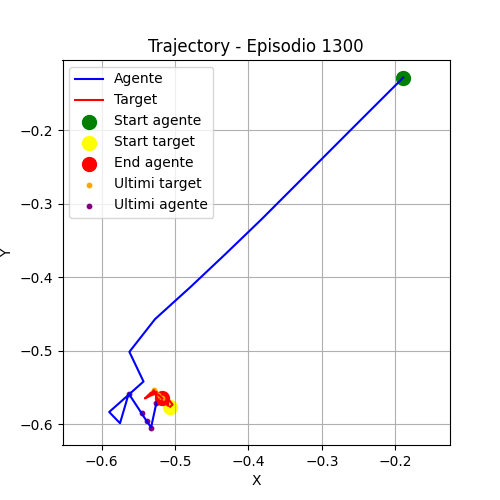 Trajectory - Episodio 1300
Agente
Target
Start agente
Start target
End agente
Ultimi target
Ultimi agente
Y
−0.2
−0.3
−0.4
−0.5
−0.6
−0.6
−0.5
−0.4
−0.3
−0.2
X